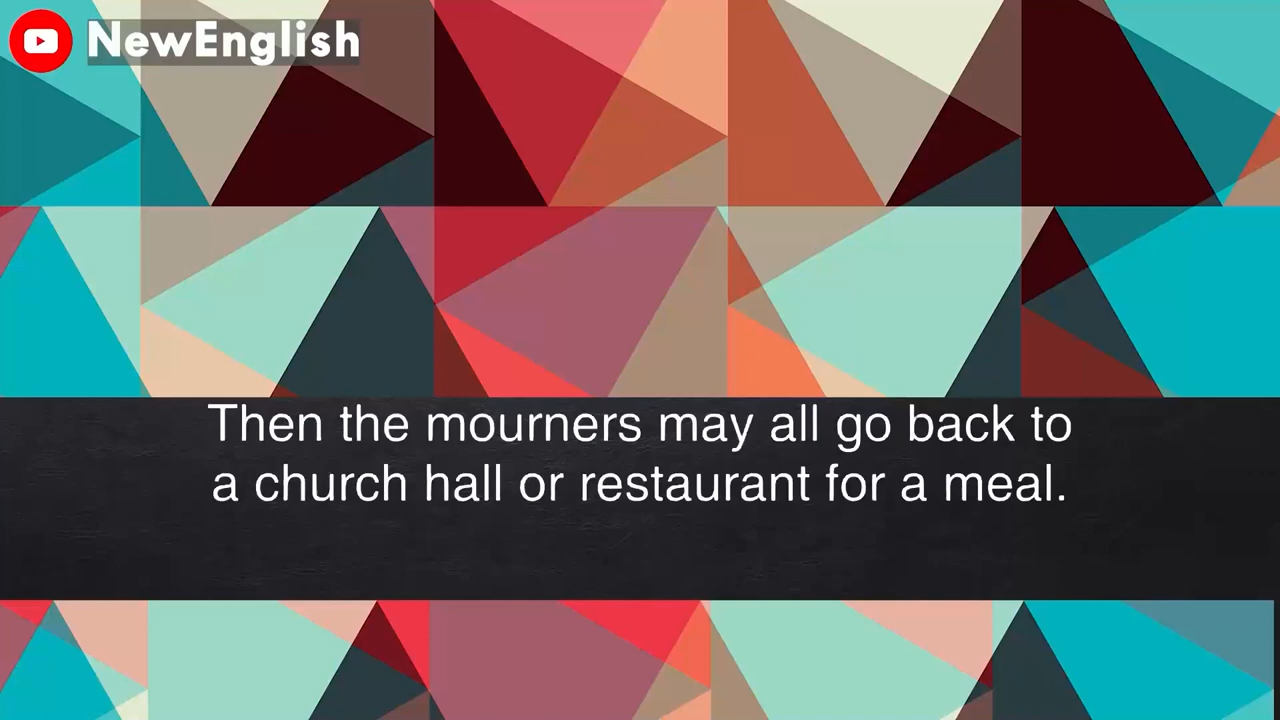 NewEnglish
Then the mourners may all go back to
a church hall or restaurant for a meal.